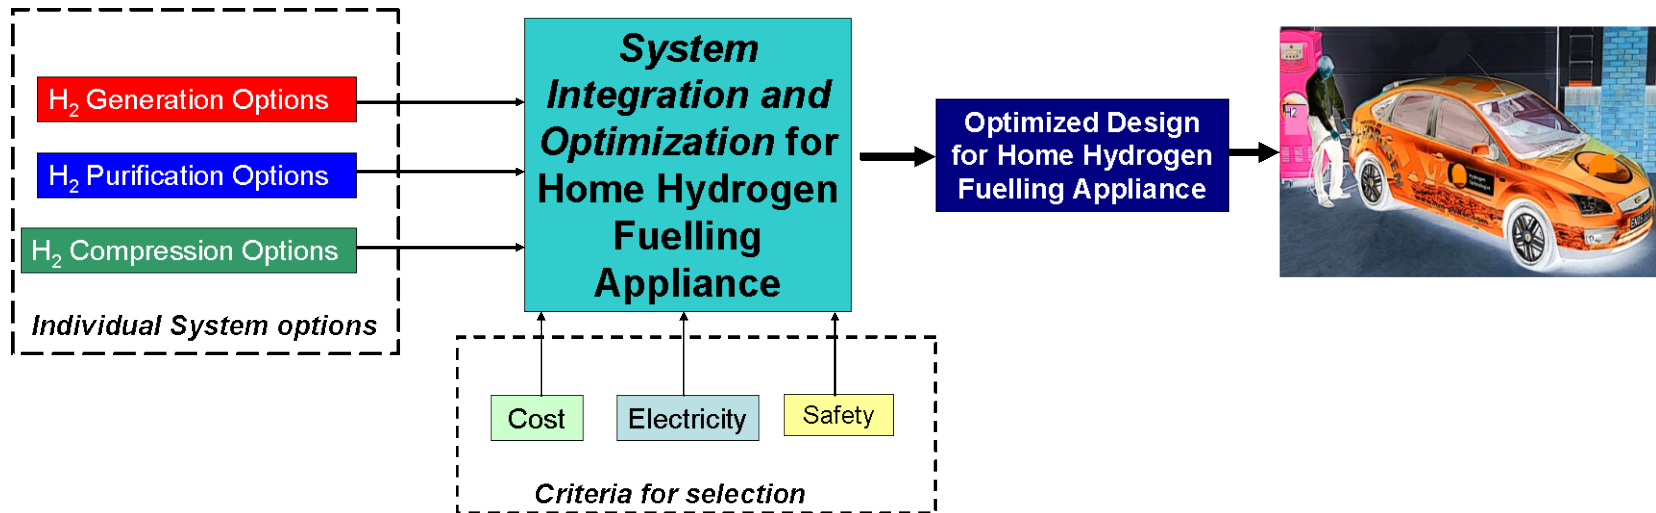 H2 Generation Options
H2 Purification Options
H2 Compression Options
Individual System options
System
Integration and
Optimization for
Home Hydrogen
Fuelling
Appliance
Cost
Electricity
Safety
Criteria for selection
Optimized Design
for Home Hydrogen
Fuelling Appliance
H2